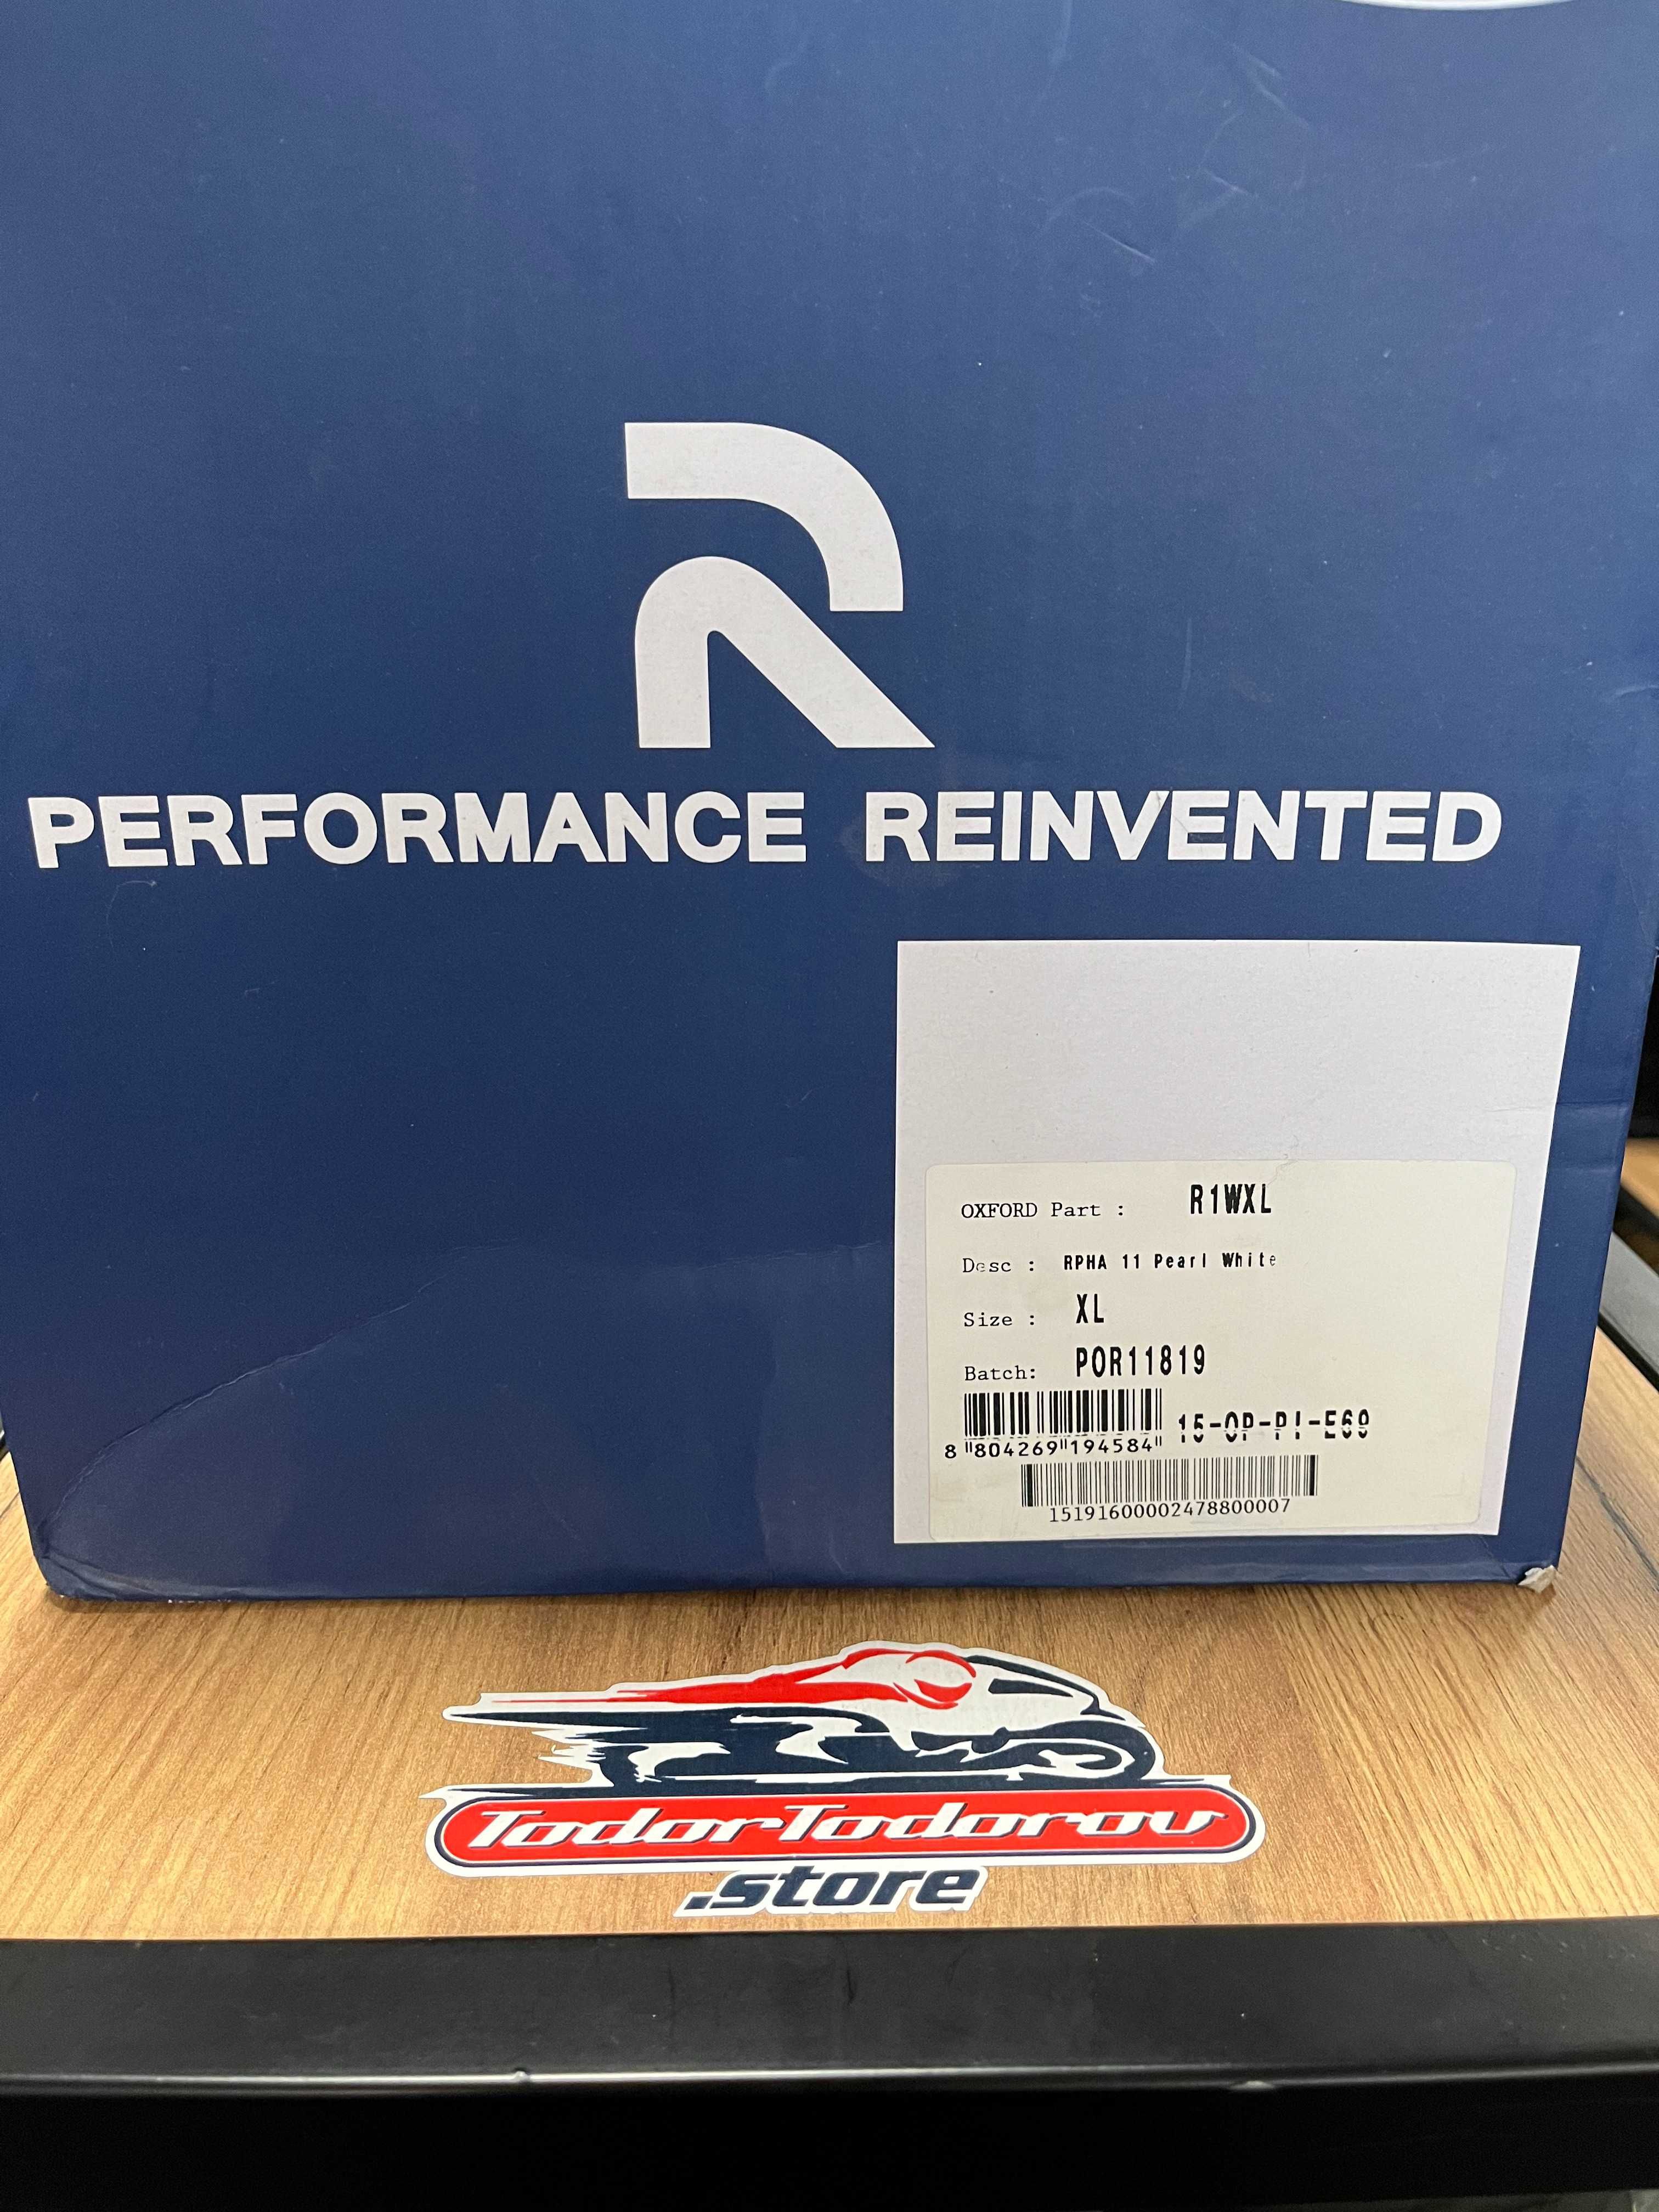 PERFORMANCE REINVENTED
OXFORD Part : R1WXL
Desc : RPHA 11 Pearl White
Size : XL
Batch: POR11819
8 804269 194584 15-OP-PI-E69
15191600002478800007
TodorTodorov
.store